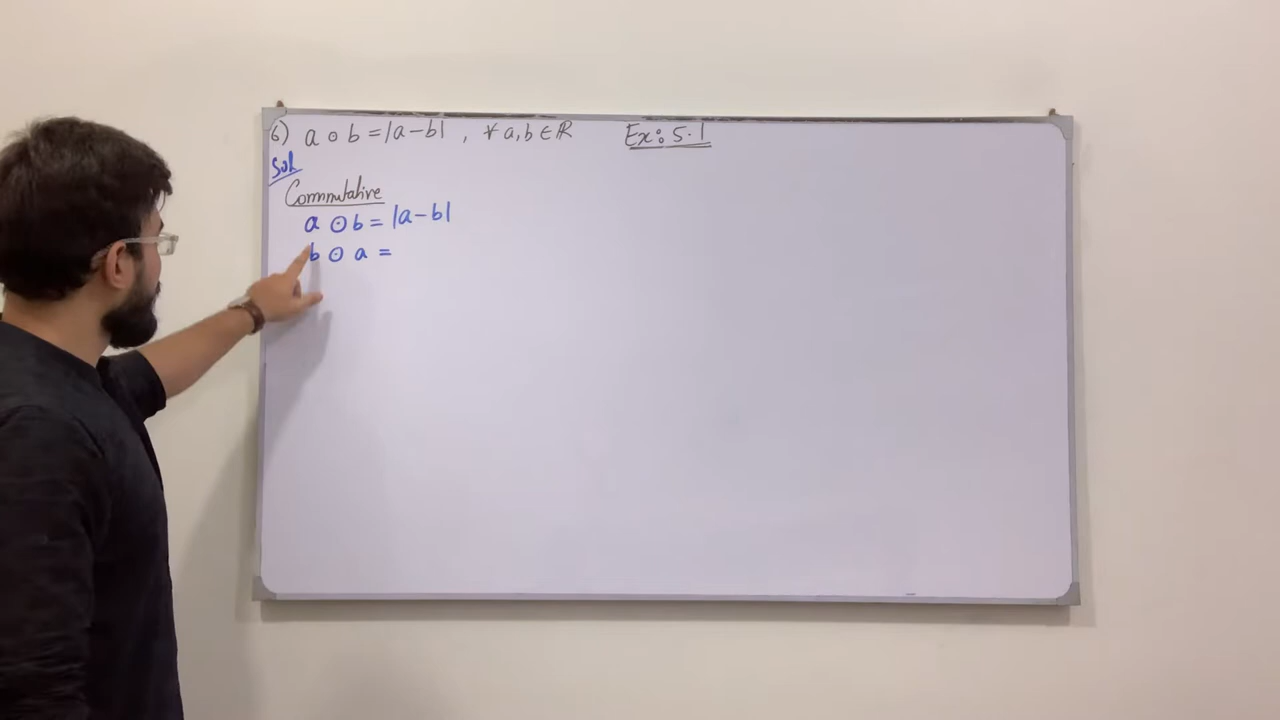 6) a ∘ b = |a-b| , ∀ a,b ∈ ℝ Ex: 5.1
Sol
Commutative
a ⊙ b = |a-b|
b ⊙ a =